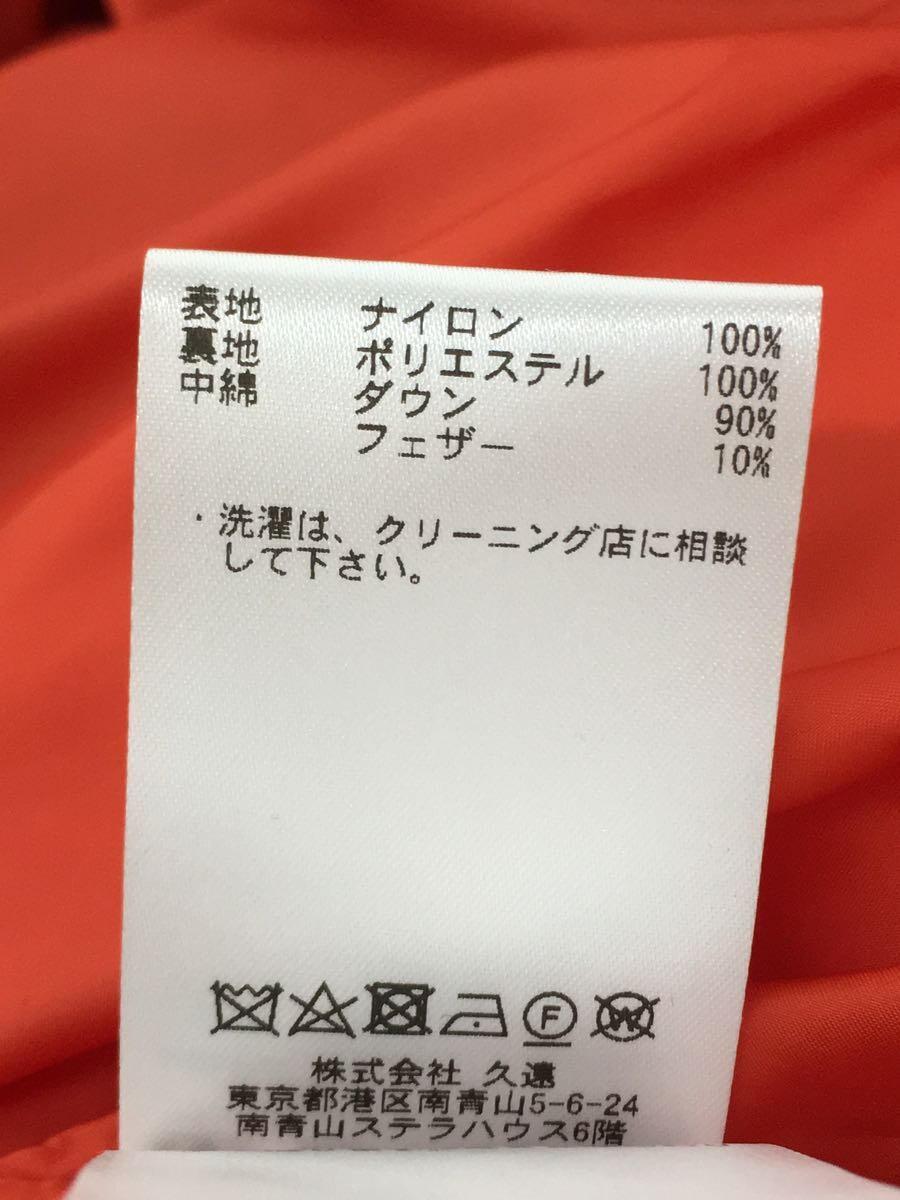 表地 ナイロン 100%
裏地 ポリエステル 100%
中綿 ダウン 90%
フェザー 10%
・洗濯は、クリーニング店に相談
して下さい。
F W
株式会社 久遠
東京都港区南青山5-6-24
南青山ステラハウス6階